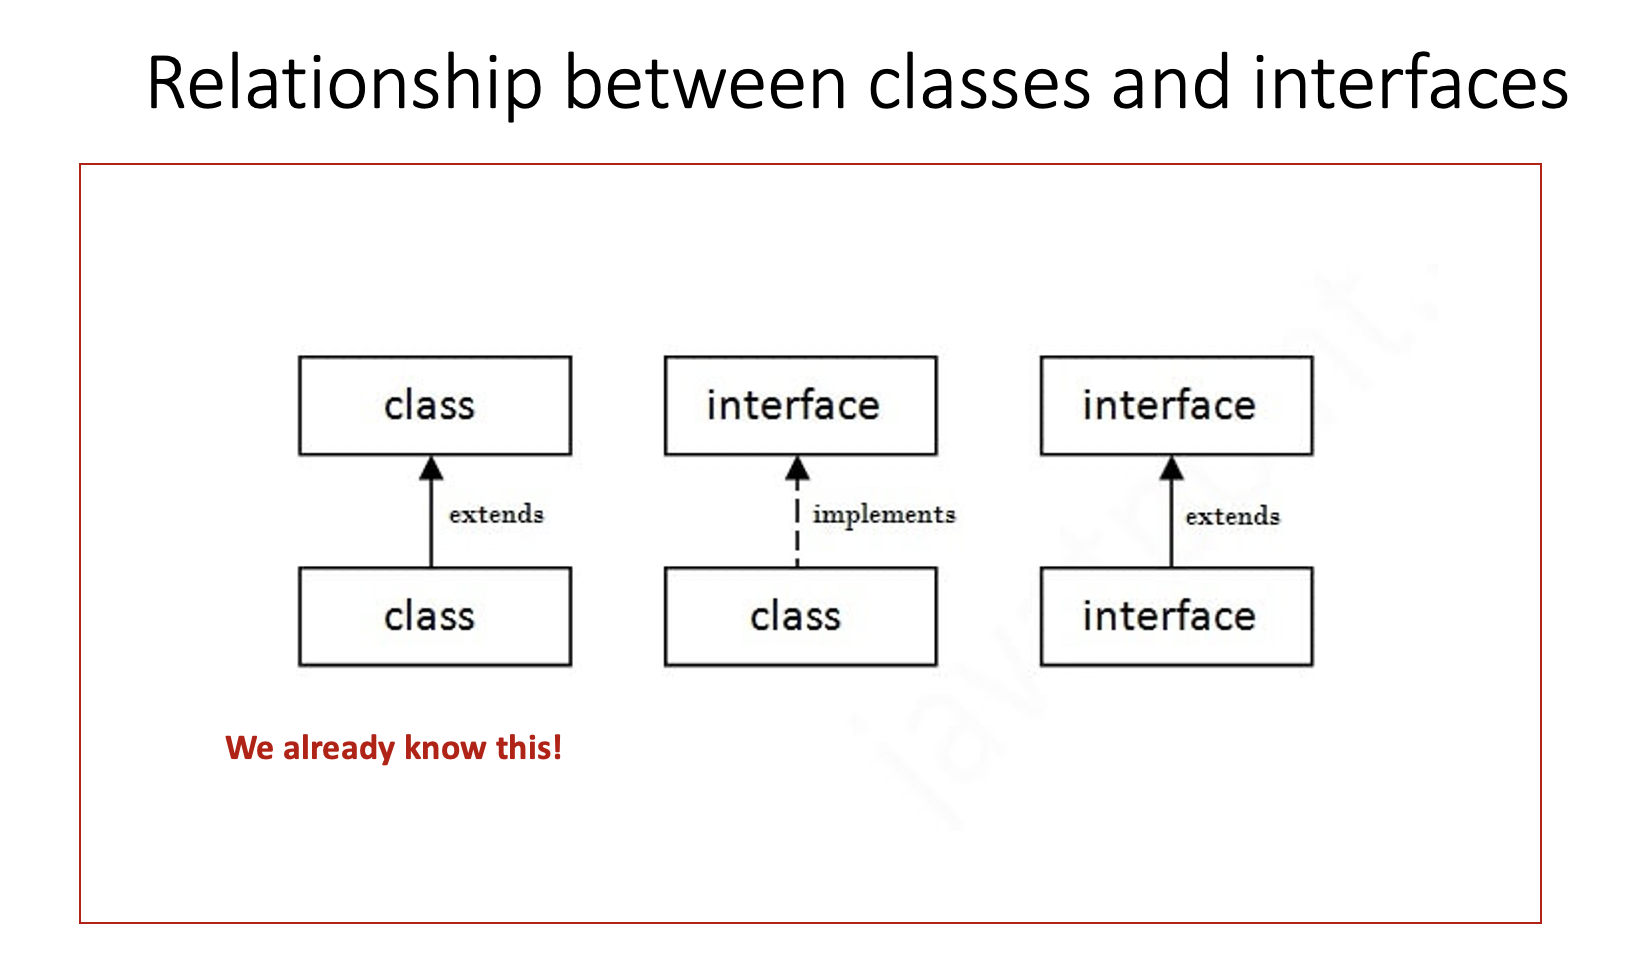 Relationship between classes and interfaces
class interface interface
extends implements extends
class class interface
We already know this!